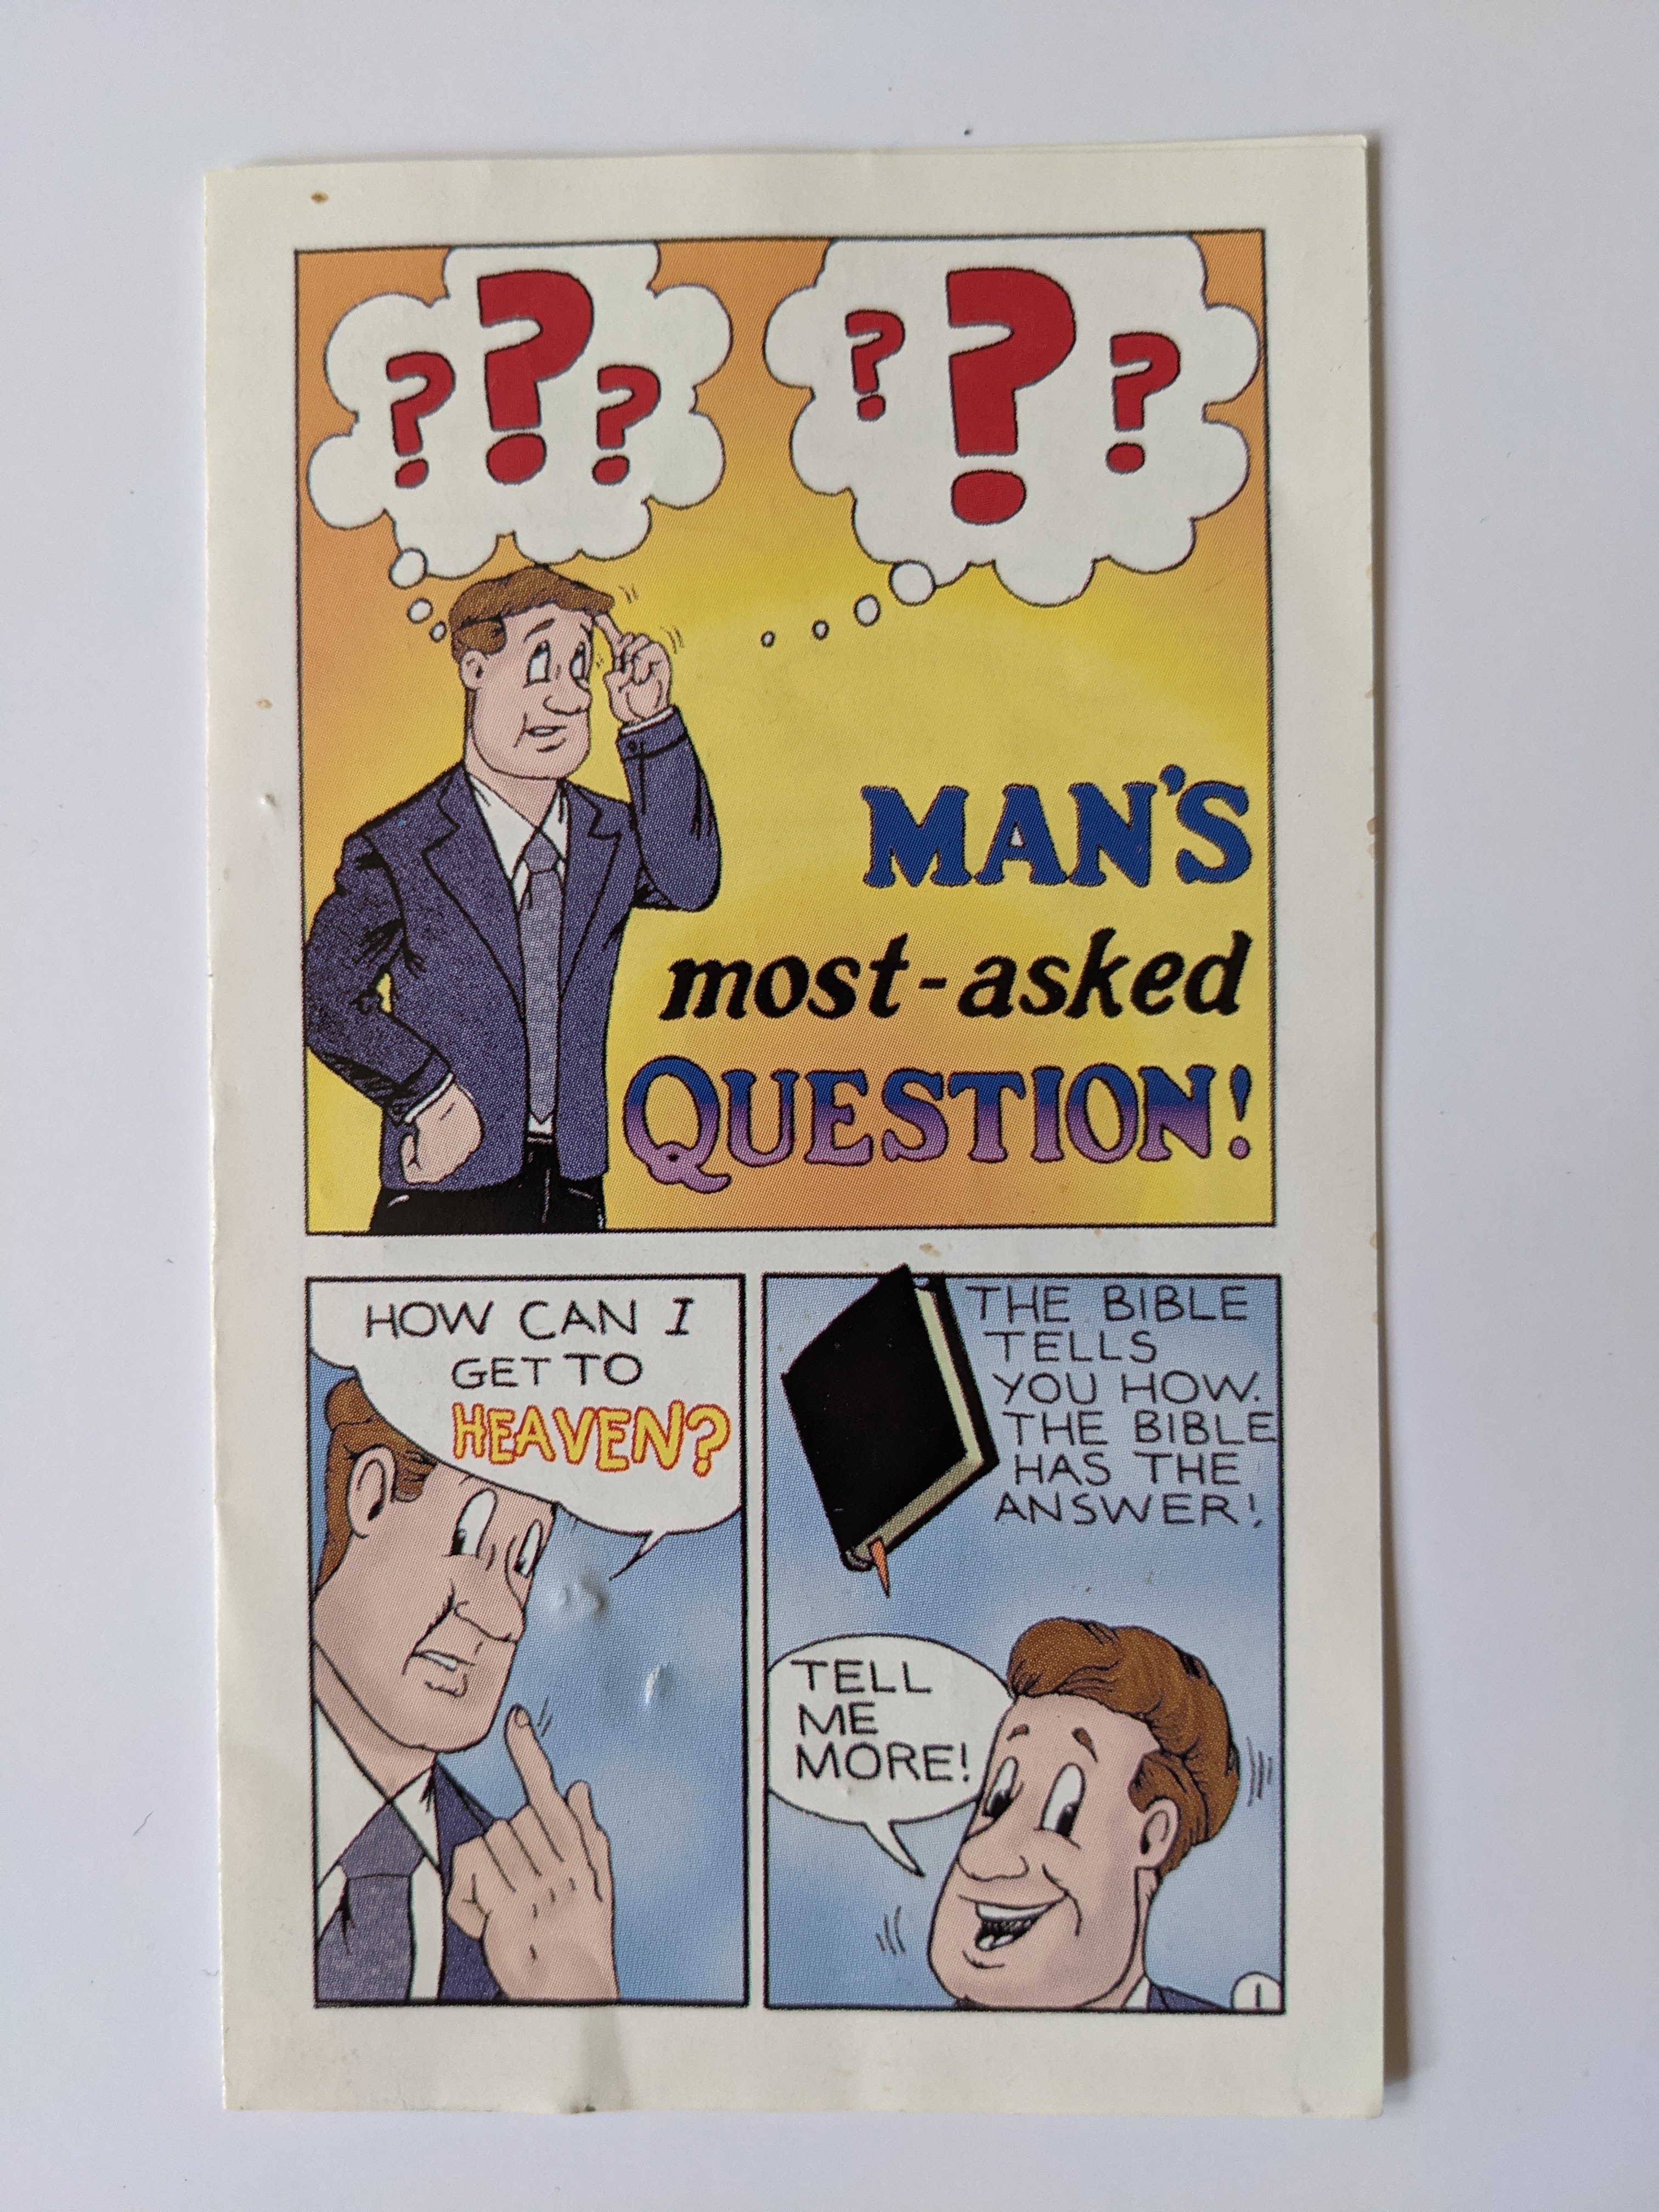 ? ? ?
? ? ?
MAN'S
most-asked
QUESTION!
HOW CAN I
GET TO
HEAVEN?
THE BIBLE
TELLS
YOU HOW.
THE BIBLE
HAS THE
ANSWER!
TELL
ME
MORE!
1